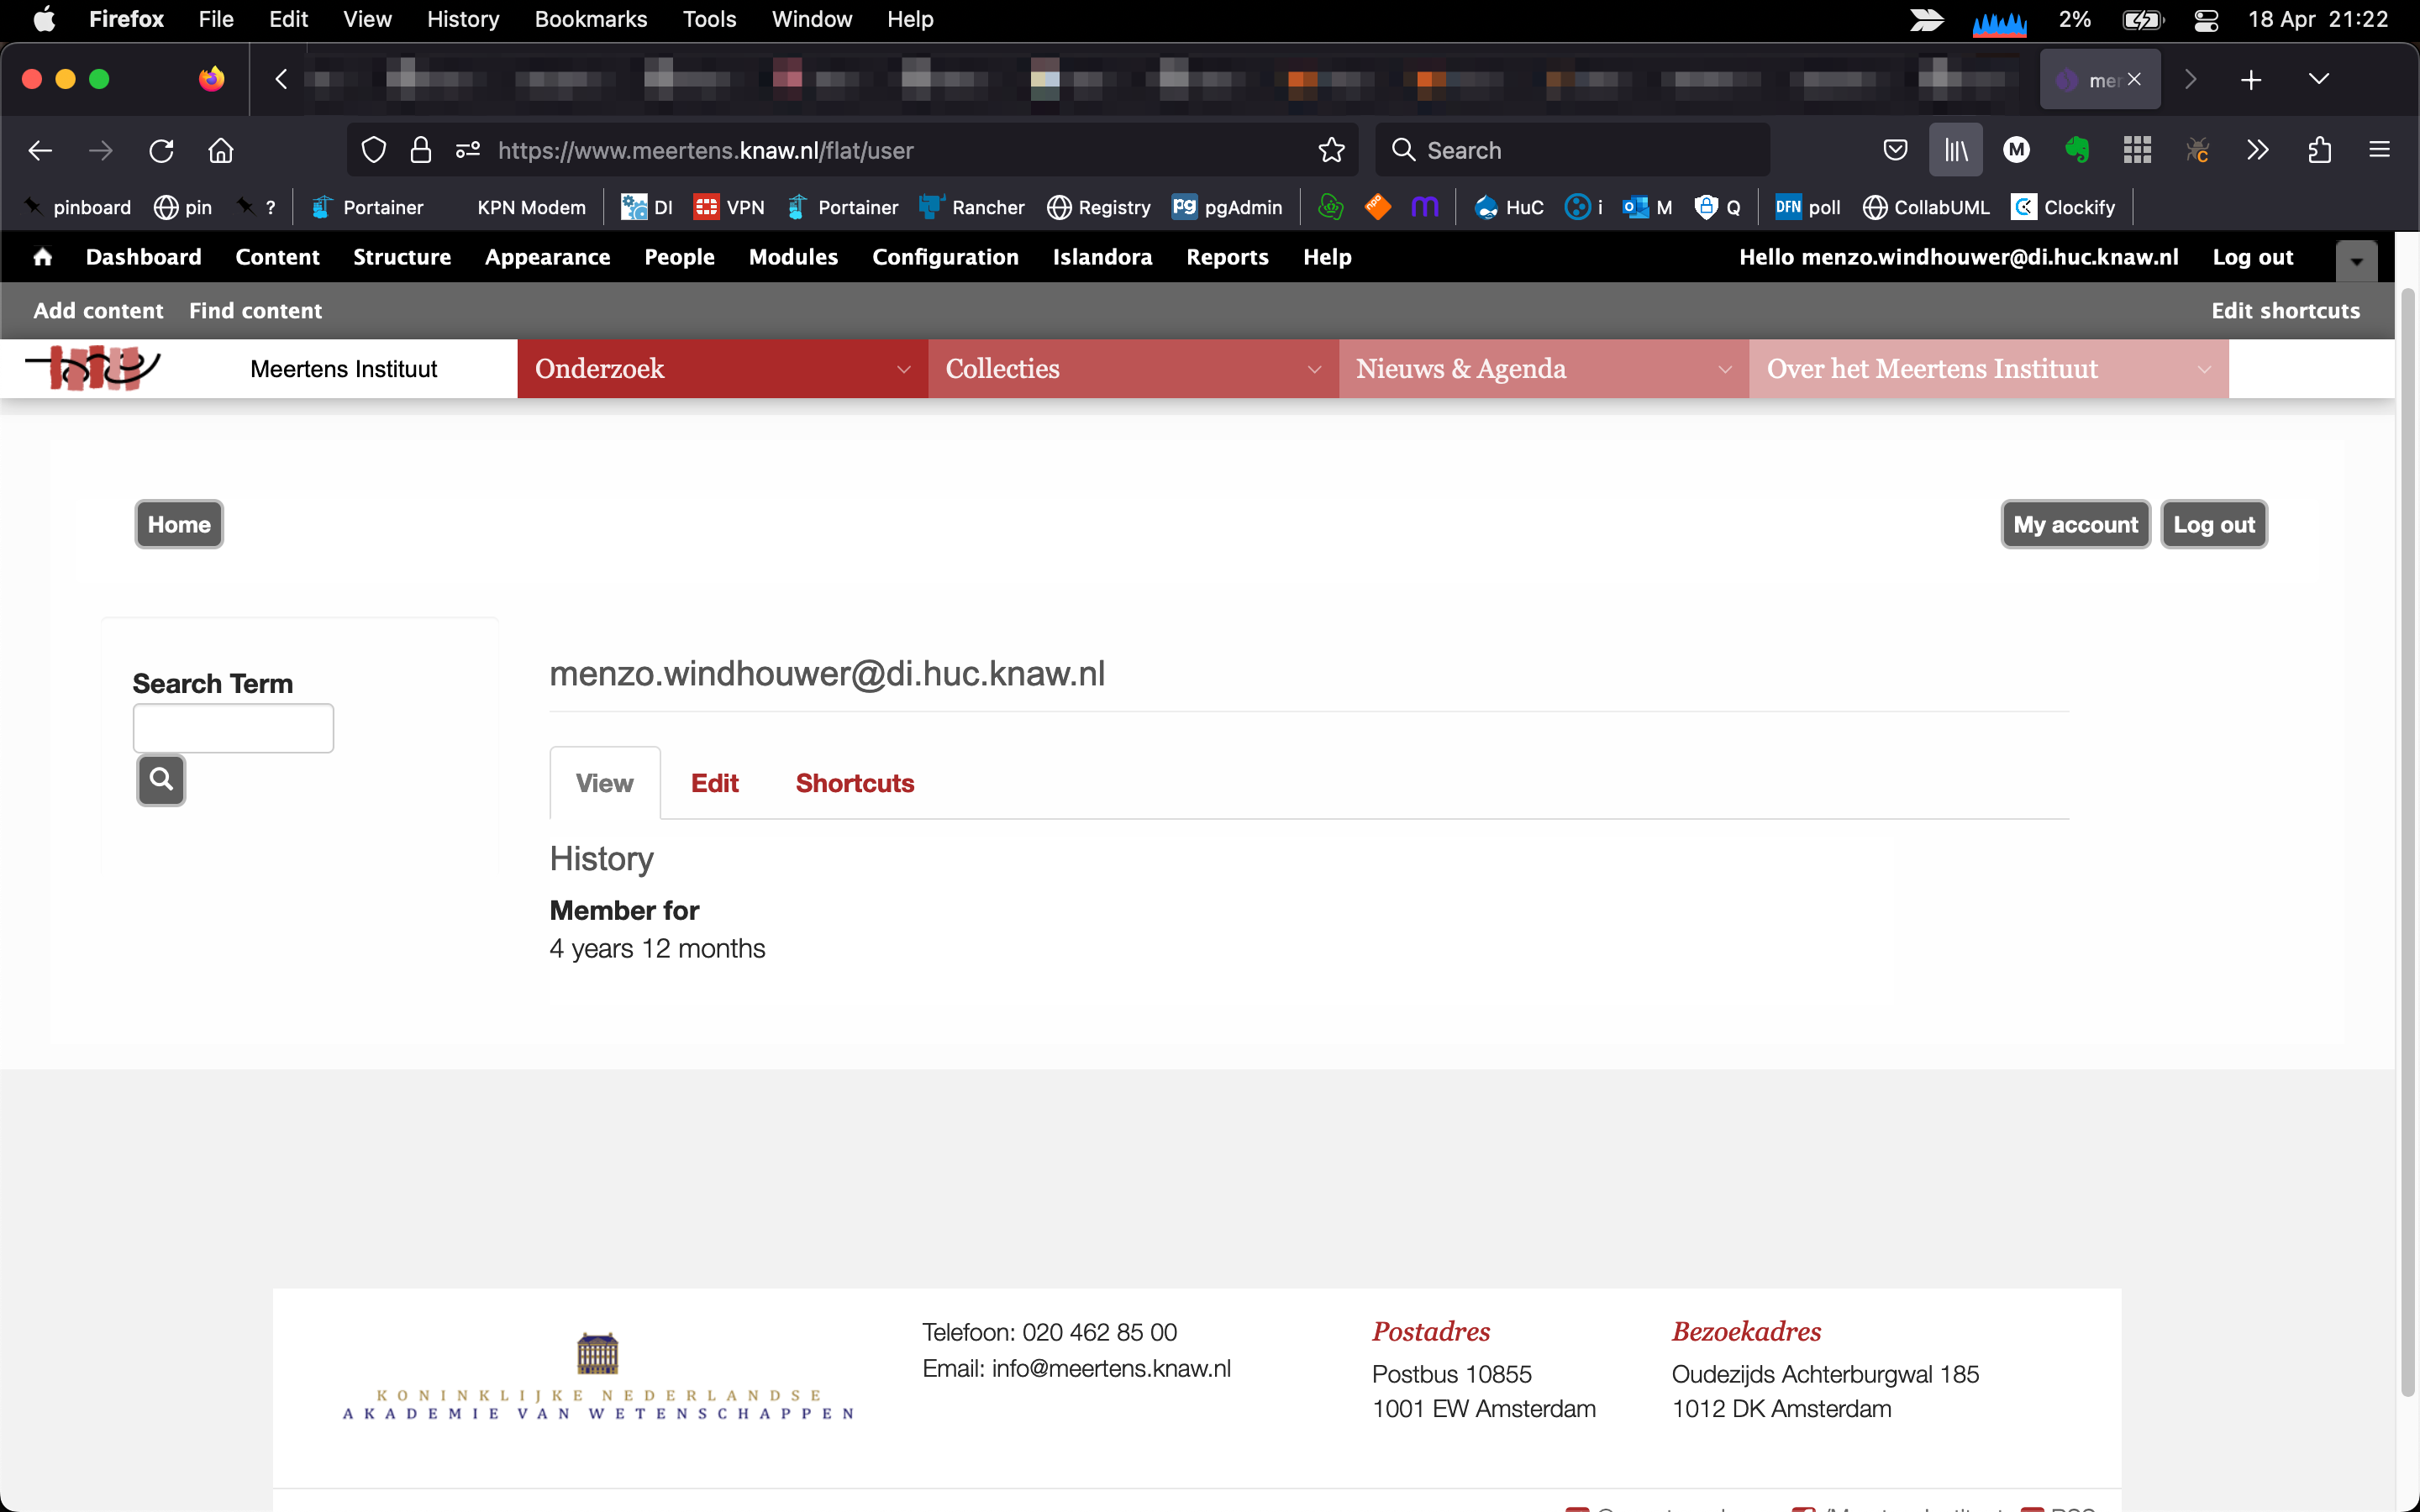 Firefox File Edit View History Bookmarks Tools Window Help 2% 18 Apr 21:22
https://www.meertens.knaw.nl/flat/user Search
pinboard pin ? Portainer KPN Modem DI VPN Portainer Rancher Registry pgAdmin HuC i M Q DFN poll CollabUML Clockify
Dashboard Content Structure Appearance People Modules Configuration Islandora Reports Help Hello menzo.windhouwer@di.huc.knaw.nl Log out
Add content Find content Edit shortcuts
Meertens Instituut Onderzoek Collecties Nieuws & Agenda Over het Meertens Instituut
Home My account Log out
Search Term
menzo.windhouwer@di.huc.knaw.nl
View Edit Shortcuts
History
Member for
4 years 12 months
KONINKLIJKE NEDERLANDSE
AKADEMIE VAN WETENSCHAPPEN
Telefoon: 020 462 85 00
Email: info@meertens.knaw.nl
Postadres
Postbus 10855
1001 EW Amsterdam
Bezoekadres
Oudezijds Achterburgwal 185
1012 DK Amsterdam